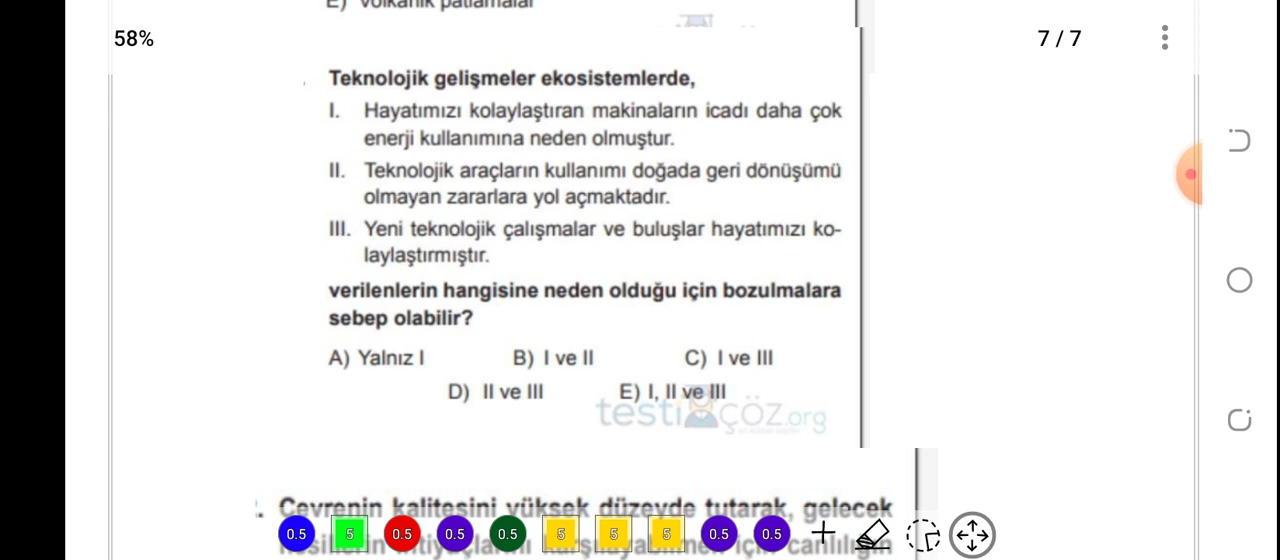 E) volkanik patlamalar
58%
7 / 7
Teknolojik gelişmeler ekosistemlerde,
I. Hayatımızı kolaylaştıran makinaların icadı daha çok
enerji kullanımına neden olmuştur.
II. Teknolojik araçların kullanımı doğada geri dönüşümü
olmayan zararlara yol açmaktadır.
III. Yeni teknolojik çalışmalar ve buluşlar hayatımızı ko-
laylaştırmıştır.
verilenlerin hangisine neden olduğu için bozulmalara
sebep olabilir?
A) Yalnız I B) I ve II C) I ve III
D) II ve III E) I, II ve III
testiçöz.org
. Çevrenin kalitesini yüksek düzeyde tutarak, gelecek
için canlılığın
0.5 5 0.5 0.5 0.5 5 5 5 0.5 0.5